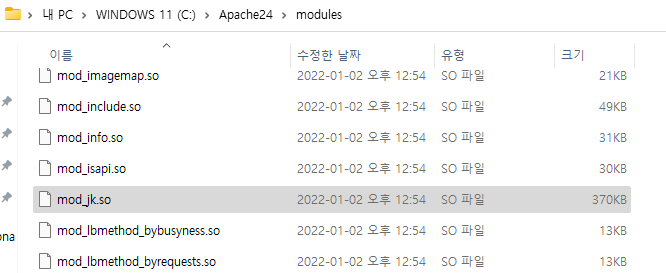 내 PC > WINDOWS 11 (C:) > Apache24 > modules
이름 수정한 날짜 유형 크기
mod_imagemap.so 2022-01-02 오후 12:54 SO 파일 21KB
mod_include.so 2022-01-02 오후 12:54 SO 파일 49KB
mod_info.so 2022-01-02 오후 12:54 SO 파일 31KB
mod_isapi.so 2022-01-02 오후 12:54 SO 파일 30KB
mod_jk.so 2022-01-02 오후 12:54 SO 파일 370KB
mod_lbmethod_bybusyness.so 2022-01-02 오후 12:54 SO 파일 13KB
ona
mod_lbmethod_byrequests.so 2022-01-02 오후 12:54 SO 파일 13KB